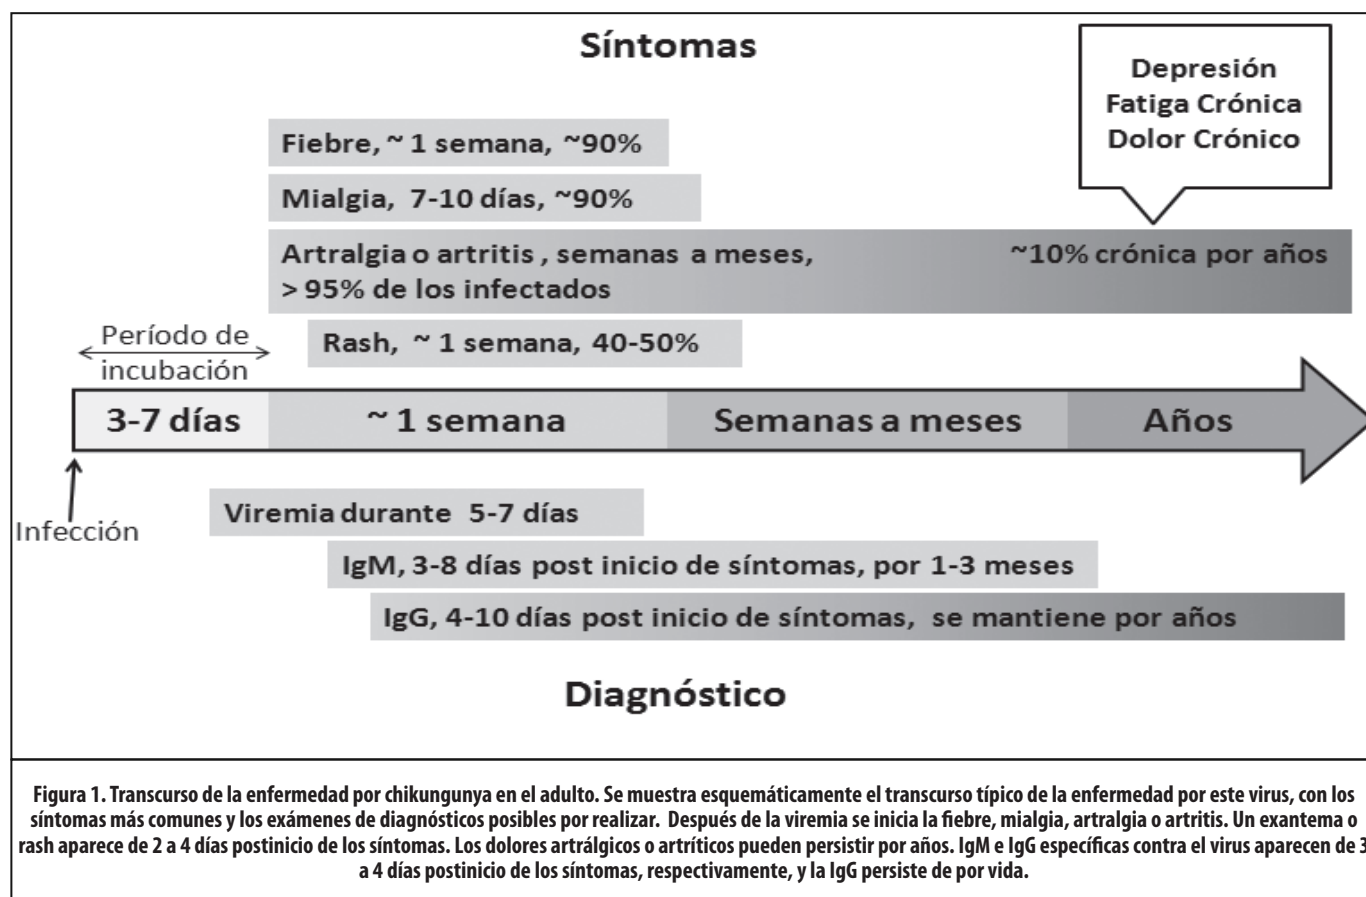 Síntomas
Depresión
Fatiga Crónica
Dolor Crónico
Fiebre, ~ 1 semana, ~90%
Mialgia, 7-10 días, ~90%
Artralgia o artritis , semanas a meses, ~10% crónica por años
> 95% de los infectados
Rash, ~ 1 semana, 40-50%
Período de
incubación
3-7 días ~ 1 semana Semanas a meses Años
Infección
Viremia durante 5-7 días
IgM, 3-8 días post inicio de síntomas, por 1-3 meses
IgG, 4-10 días post inicio de síntomas, se mantiene por años
Diagnóstico
Figura 1. Transcurso de la enfermedad por chikungunya en el adulto. Se muestra esquemáticamente el transcurso típico de la enfermedad por este virus, con los
síntomas más comunes y los exámenes de diagnósticos posibles por realizar. Después de la viremia se inicia la fiebre, mialgia, artralgia o artritis. Un exantema o
rash aparece de 2 a 4 días postinicio de los síntomas. Los dolores artrálgicos o artríticos pueden persistir por años. IgM e IgG específicas contra el virus aparecen de 3
a 4 días postinicio de los síntomas, respectivamente, y la IgG persiste de por vida.